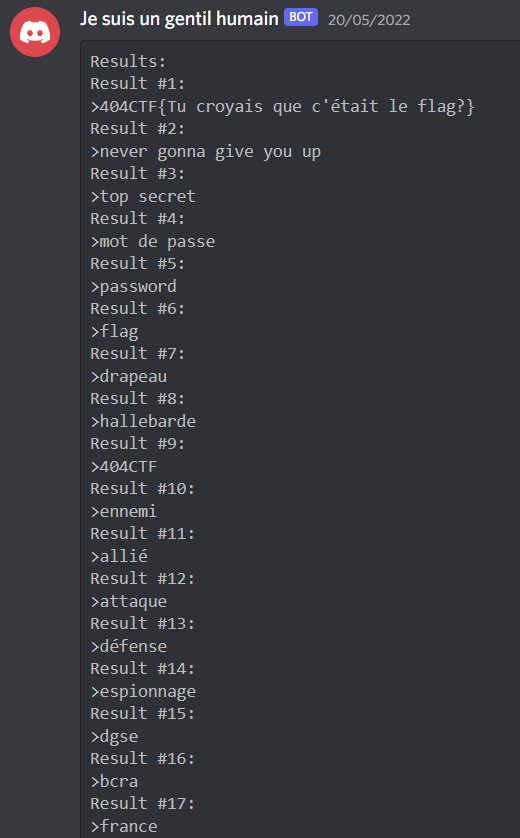 Je suis un gentil humain BOT 20/05/2022
Results:
Result #1:
>404CTF{Tu croyais que c'était le flag?}
Result #2:
>never gonna give you up
Result #3:
>top secret
Result #4:
>mot de passe
Result #5:
>password
Result #6:
>flag
Result #7:
>drapeau
Result #8:
>hallebarde
Result #9:
>404CTF
Result #10:
>ennemi
Result #11:
>allié
Result #12:
>attaque
Result #13:
>défense
Result #14:
>espionnage
Result #15:
>dgse
Result #16:
>bcra
Result #17:
>france